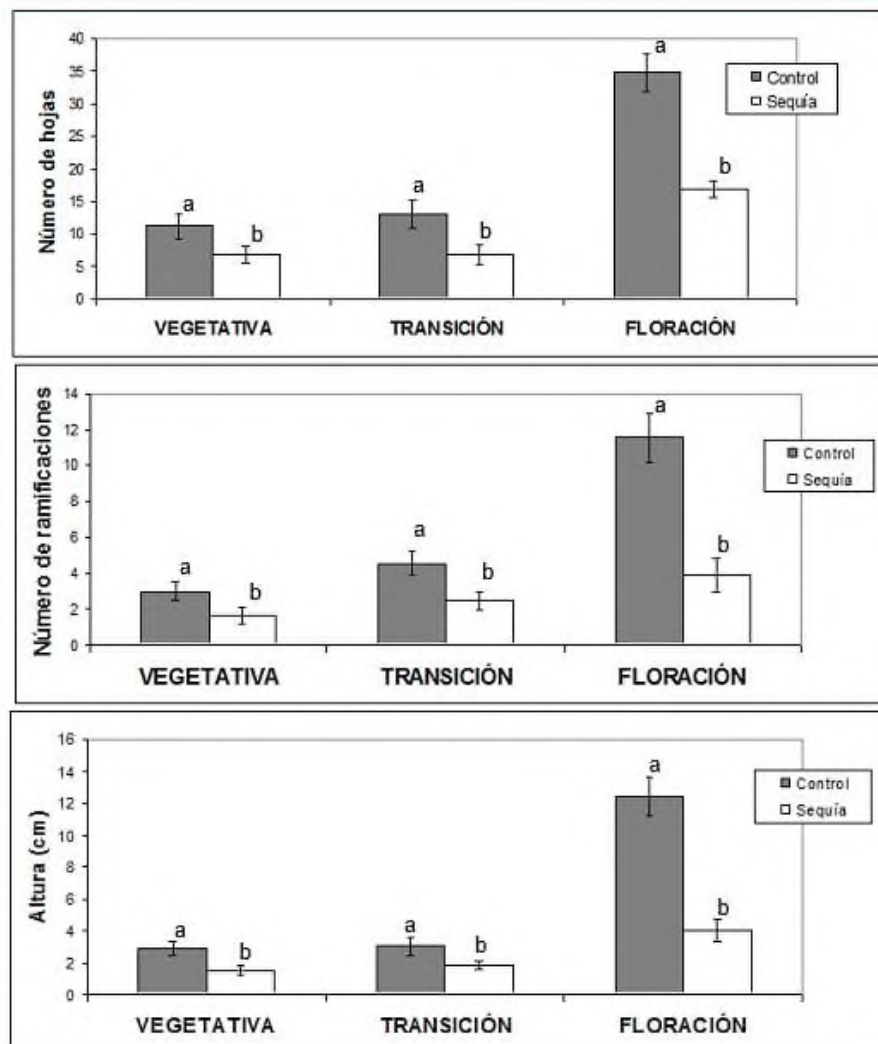 Número de hojas
40
35
30
25
20
15
10
5
0
a
b
a
b
a
b
Control
Sequía
VEGETATIVA
TRANSICIÓN
FLORACIÓN
Número de ramificaciones
14
12
10
8
6
4
2
0
a
b
a
b
a
b
Control
Sequía
VEGETATIVA
TRANSICIÓN
FLORACIÓN
Altura (cm)
16
14
12
10
8
6
4
2
0
a
b
a
b
a
b
Control
Sequía
VEGETATIVA
TRANSICIÓN
FLORACIÓN